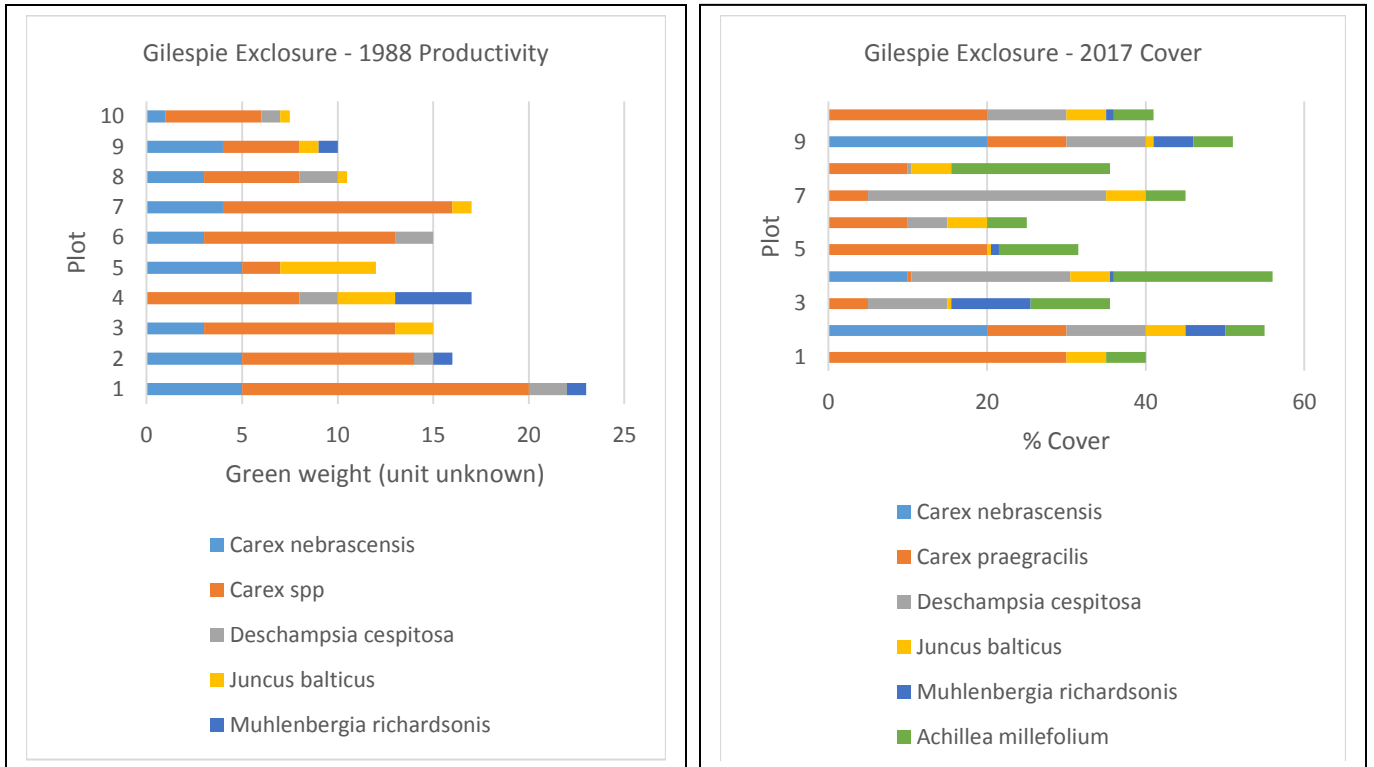 Gilespie Exclosure - 1988 Productivity
10
9
8
7
6
5
4
3
2
1
Plot
0 5 10 15 20 25
Green weight (unit unknown)
Carex nebrascensis
Carex spp
Deschampsia cespitosa
Juncus balticus
Muhlenbergia richardsonis
Gilespie Exclosure - 2017 Cover
9
7
5
3
1
Plot
0 20 40 60
% Cover
Carex nebrascensis
Carex praegracilis
Deschampsia cespitosa
Juncus balticus
Muhlenbergia richardsonis
Achillea millefolium